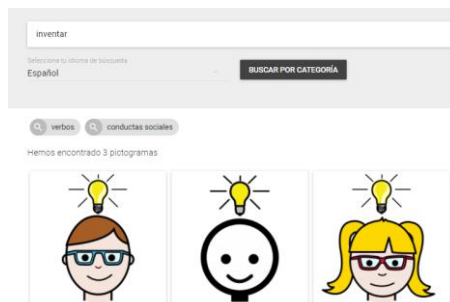 inventar
Selecciona tu idioma de búsqueda
Español
BUSCAR POR CATEGORÍA
verbos
conductas sociales
Hemos encontrado 3 pictogramas